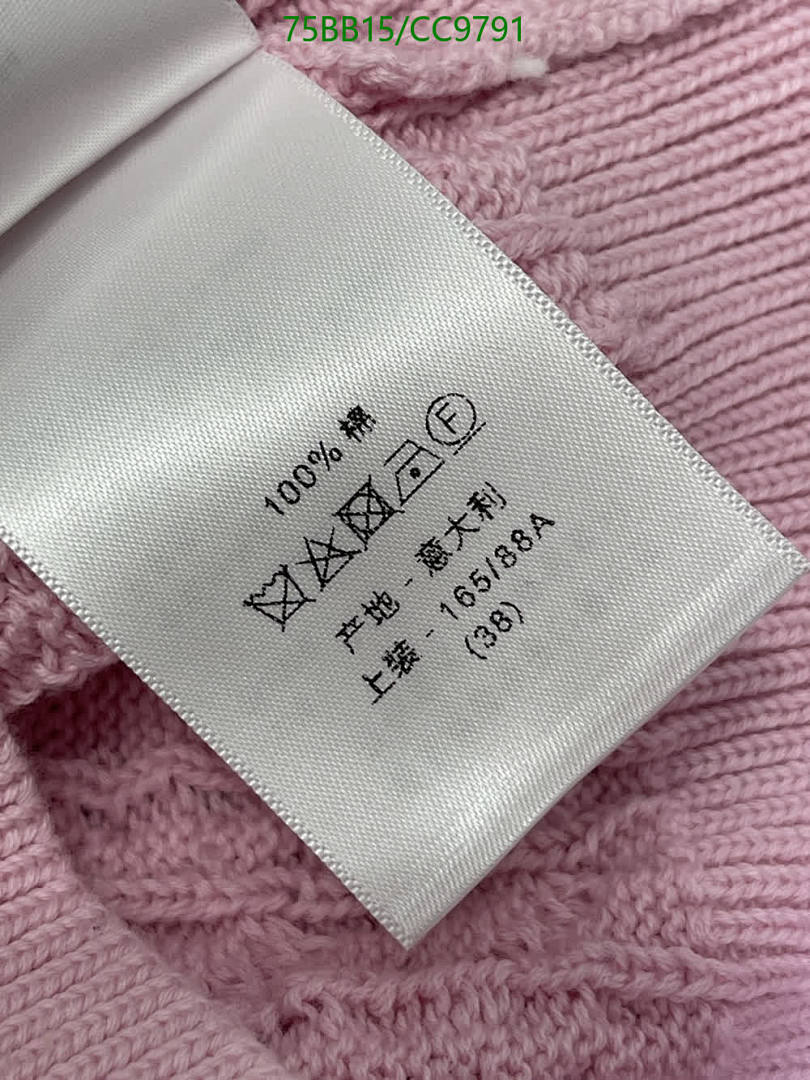 75BB15/CC9791
100% 棉
F
产地 - 意大利
上装 - 165/88A
(38)